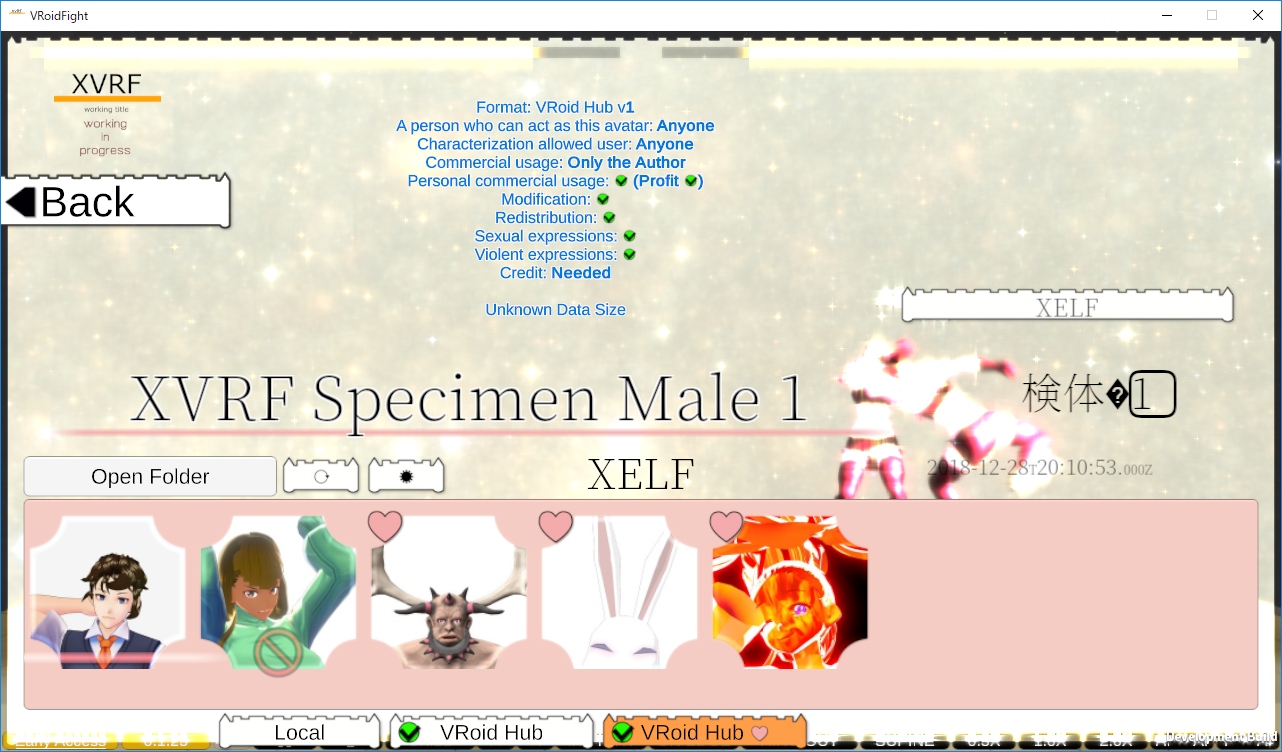 VRoidFight
XVRF
working title
working
in
progress
Back
Format: VRoid Hub v1
A person who can act as this avatar: Anyone
Characterization allowed user: Anyone
Commercial usage: Only the Author
Personal commercial usage: (Profit )
Modification:
Redistribution:
Sexual expressions:
Violent expressions:
Credit: Needed
Unknown Data Size
XELF
XVRF Specimen Male 1
検体�1
2018-12-28T20:10:53.000Z
Open Folder
XELF
Local
VRoid Hub
VRoid Hub
Early Access
0.1.23
Development Build